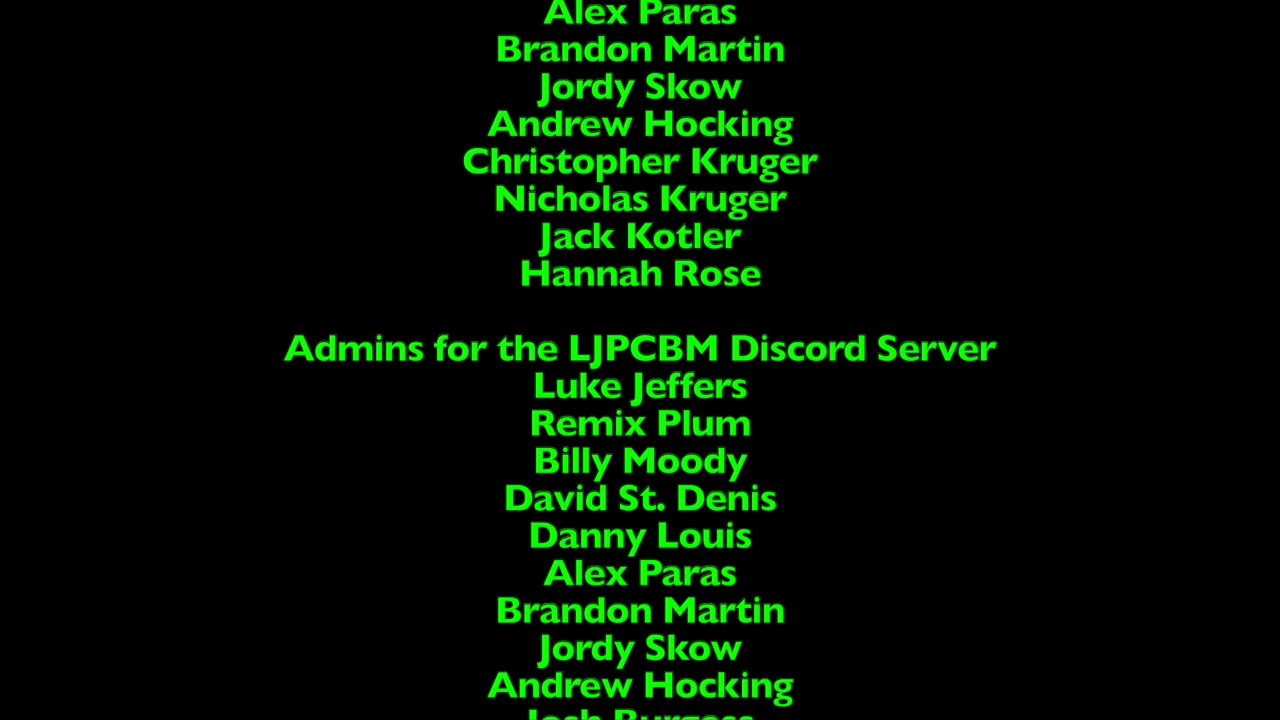 Alex Paras
Brandon Martin
Jordy Skow
Andrew Hocking
Christopher Kruger
Nicholas Kruger
Jack Kotler
Hannah Rose
Admins for the LJPCBM Discord Server
Luke Jeffers
Remix Plum
Billy Moody
David St. Denis
Danny Louis
Alex Paras
Brandon Martin
Jordy Skow
Andrew Hocking
Josh Burgess